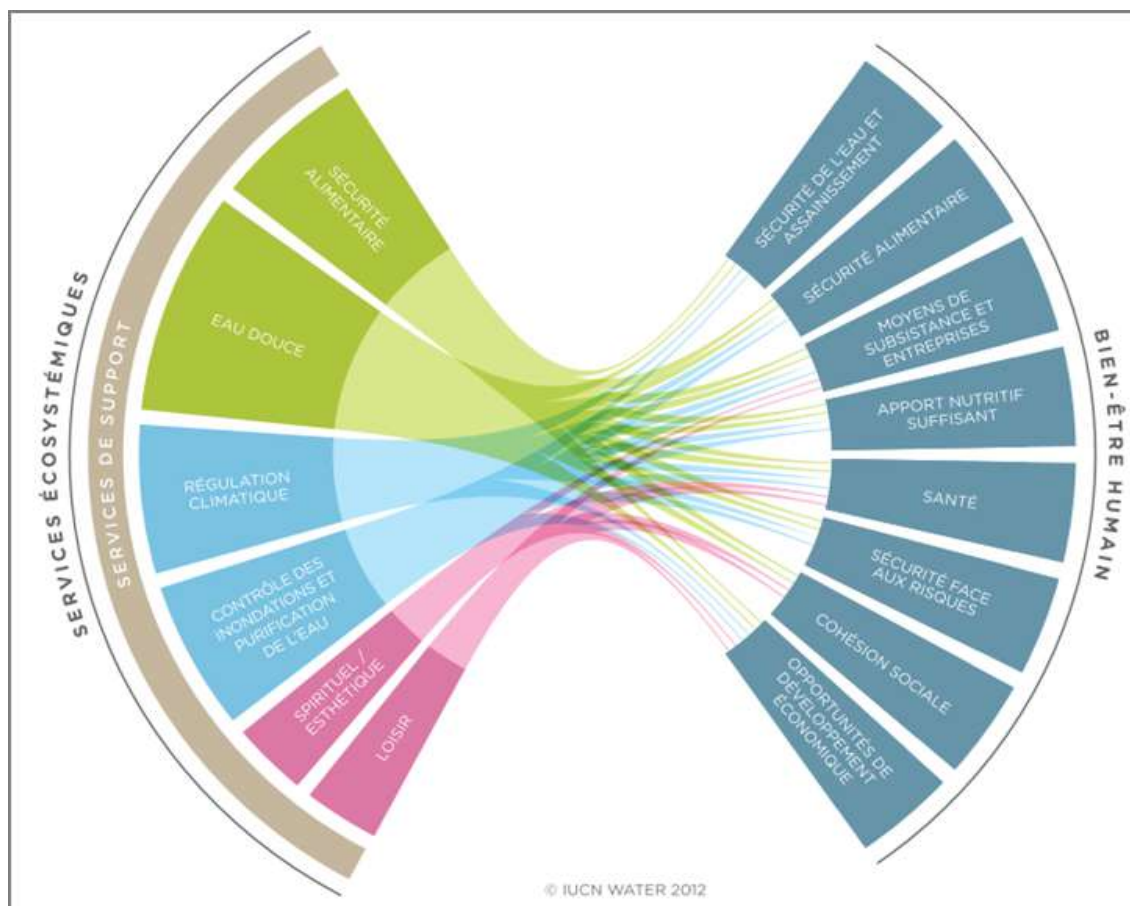 SERVICES ÉCOSYSTÉMIQUES
SERVICES DE SUPPORT
SÉCURITÉ
ALIMENTAIRE
EAU DOUCE
RÉGULATION
CLIMATIQUE
CONTRÔLE DES
INONDATIONS ET
PURIFICATION
DE L'EAU
SPIRITUEL /
ESTHÉTIQUE
LOISIR
SÉCURITÉ DE L'EAU ET
ASSAINISSEMENT
SÉCURITÉ ALIMENTAIRE
MOYENS DE
SUBSISTANCE ET
ENTREPRISES
APPORT NUTRITIF
SUFFISANT
SANTÉ
SÉCURITÉ FACE
AUX RISQUES
COHÉSION SOCIALE
OPPORTUNITÉS DE
DÉVELOPPEMENT
ÉCONOMIQUE
BIEN-ÊTRE HUMAIN
© IUCN WATER 2012